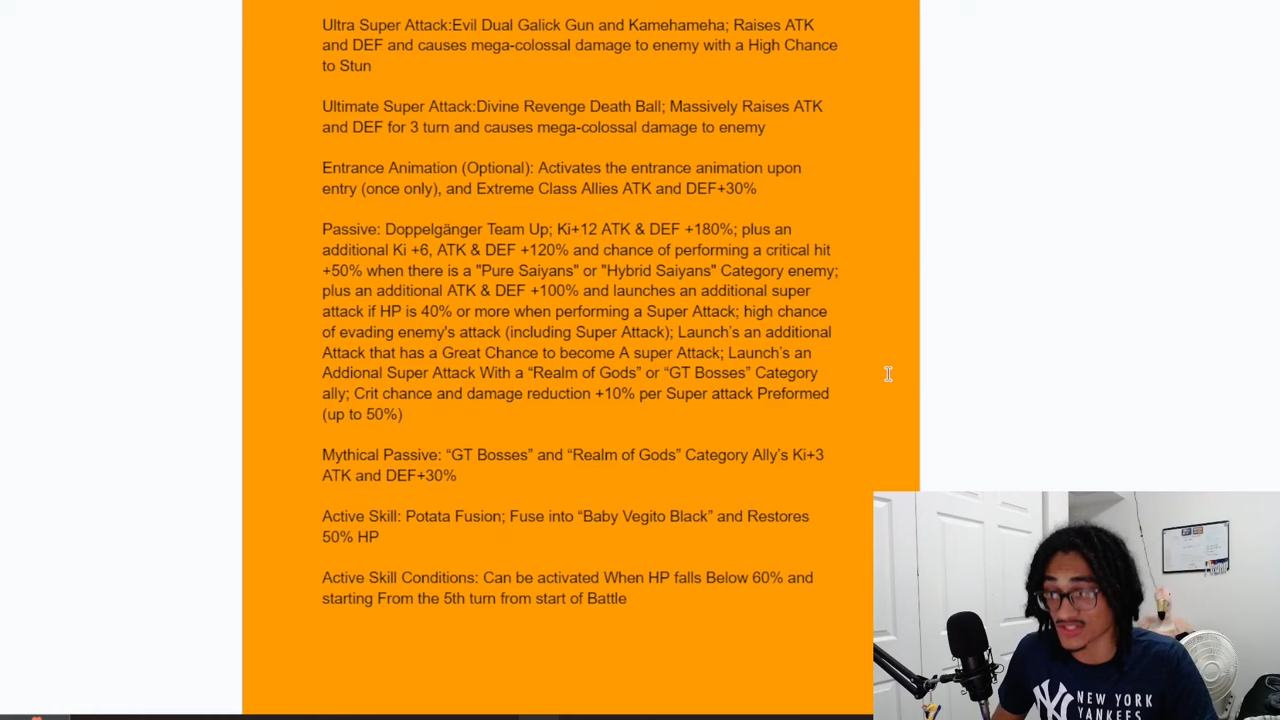 Ultra Super Attack:Evil Dual Galick Gun and Kamehameha; Raises ATK
and DEF and causes mega-colossal damage to enemy with a High Chance
to Stun
Ultimate Super Attack:Divine Revenge Death Ball; Massively Raises ATK
and DEF for 3 turn and causes mega-colossal damage to enemy
Entrance Animation (Optional): Activates the entrance animation upon
entry (once only), and Extreme Class Allies ATK and DEF+30%
Passive: Doppelgänger Team Up; Ki+12 ATK & DEF +180%; plus an
additional Ki +6, ATK & DEF +120% and chance of performing a critical hit
+50% when there is a "Pure Saiyans" or "Hybrid Saiyans" Category enemy;
plus an additional ATK & DEF +100% and launches an additional super
attack if HP is 40% or more when performing a Super Attack; high chance
of evading enemy's attack (including Super Attack); Launch's an additional
Attack that has a Great Chance to become A super Attack; Launch's an
Addional Super Attack With a “Realm of Gods” or “GT Bosses” Category
ally; Crit chance and damage reduction +10% per Super attack Preformed
(up to 50%)
Mythical Passive: “GT Bosses” and “Realm of Gods” Category Ally’s Ki+3
ATK and DEF+30%
Active Skill: Potata Fusion; Fuse into “Baby Vegito Black” and Restores
50% HP
Active Skill Conditions: Can be activated When HP falls Below 60% and
starting From the 5th turn from start of Battle
NEW YORK
YANKEES